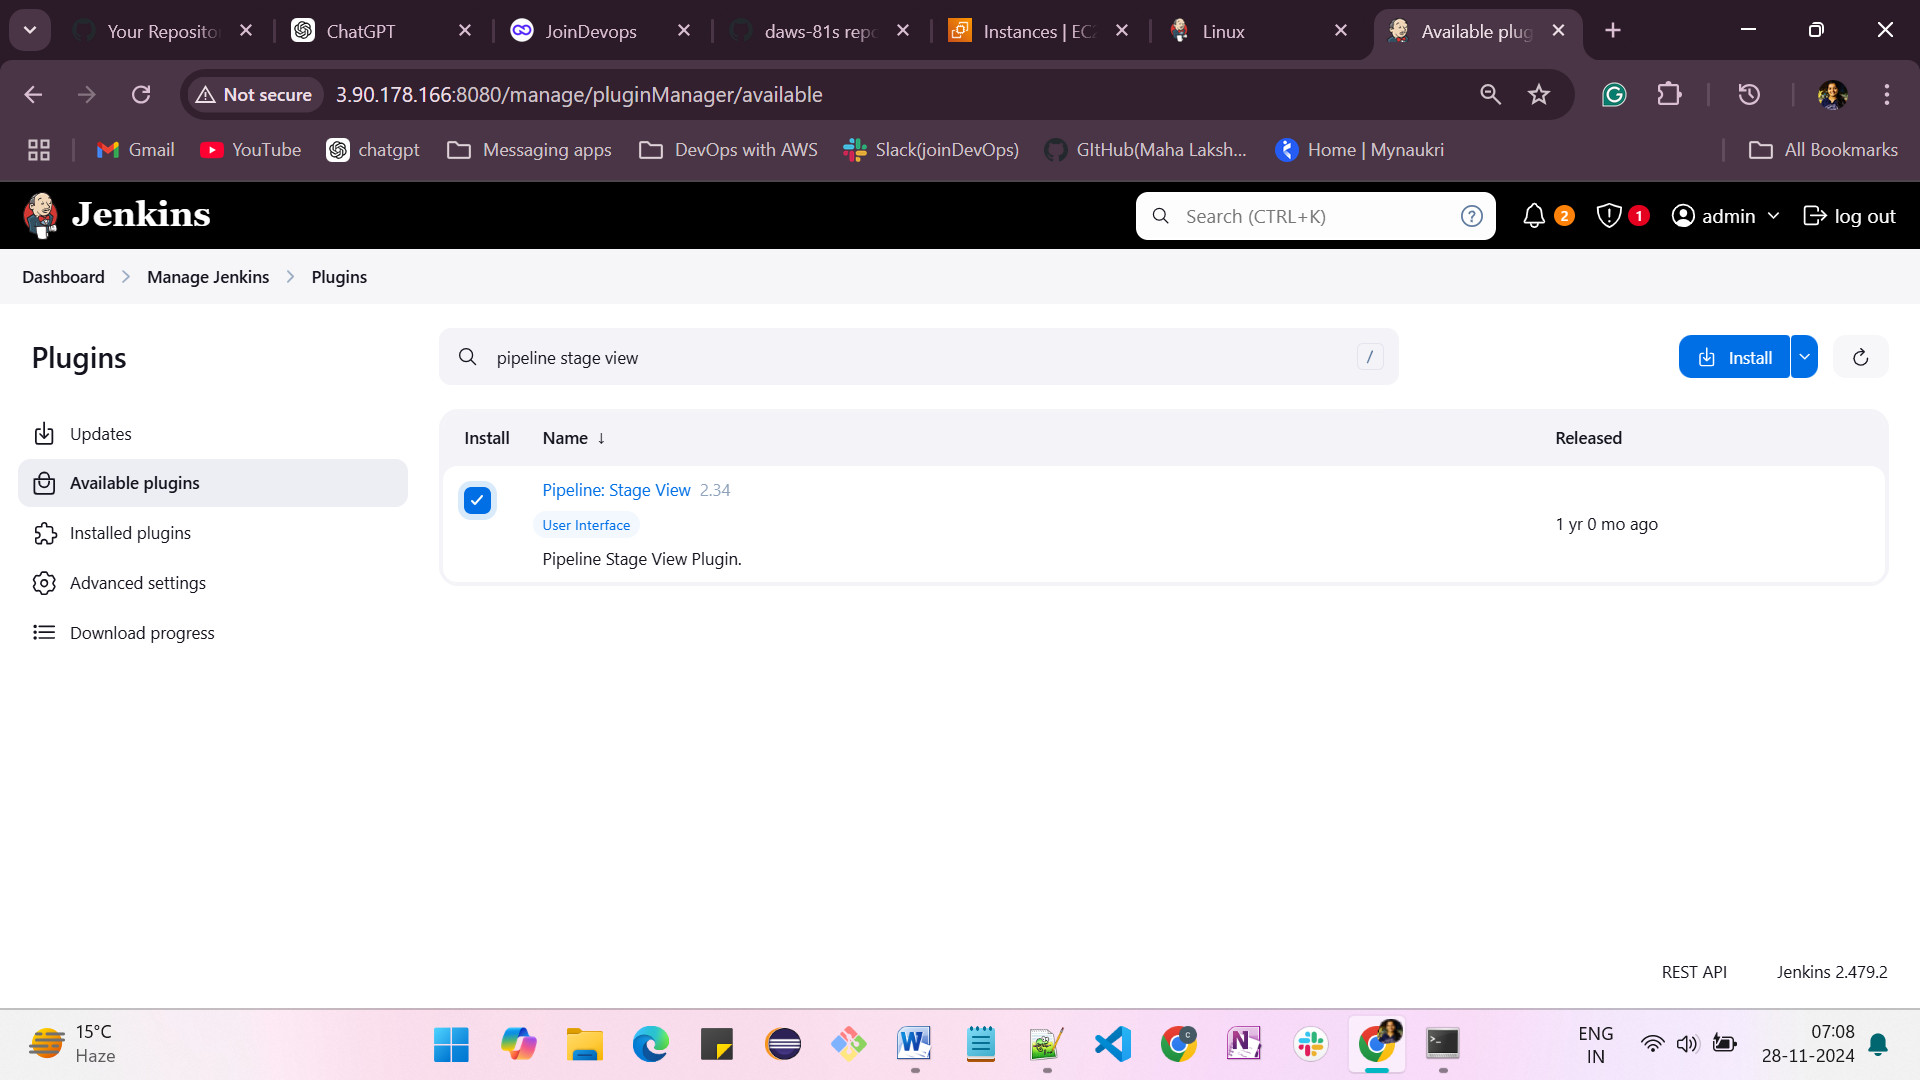 Your Reposito
ChatGPT
JoinDevops
daws-81s repo
Instances | EC2
Linux
Available plug
Not secure
3.90.178.166:8080/manage/pluginManager/available
Gmail
YouTube
chatgpt
Messaging apps
DevOps with AWS
Slack(joinDevOps)
GItHub(Maha Laksh...
Home | Mynaukri
All Bookmarks
Jenkins
Search (CTRL+K)
?
2
1
admin
log out
Dashboard
Manage Jenkins
Plugins
Plugins
pipeline stage view
/
Install
Updates
Available plugins
Installed plugins
Advanced settings
Download progress
Install
Name ↓
Released
Pipeline: Stage View 2.34
User Interface
Pipeline Stage View Plugin.
1 yr 0 mo ago
REST API
Jenkins 2.479.2
15°C
Haze
ENG
IN
07:08
28-11-2024